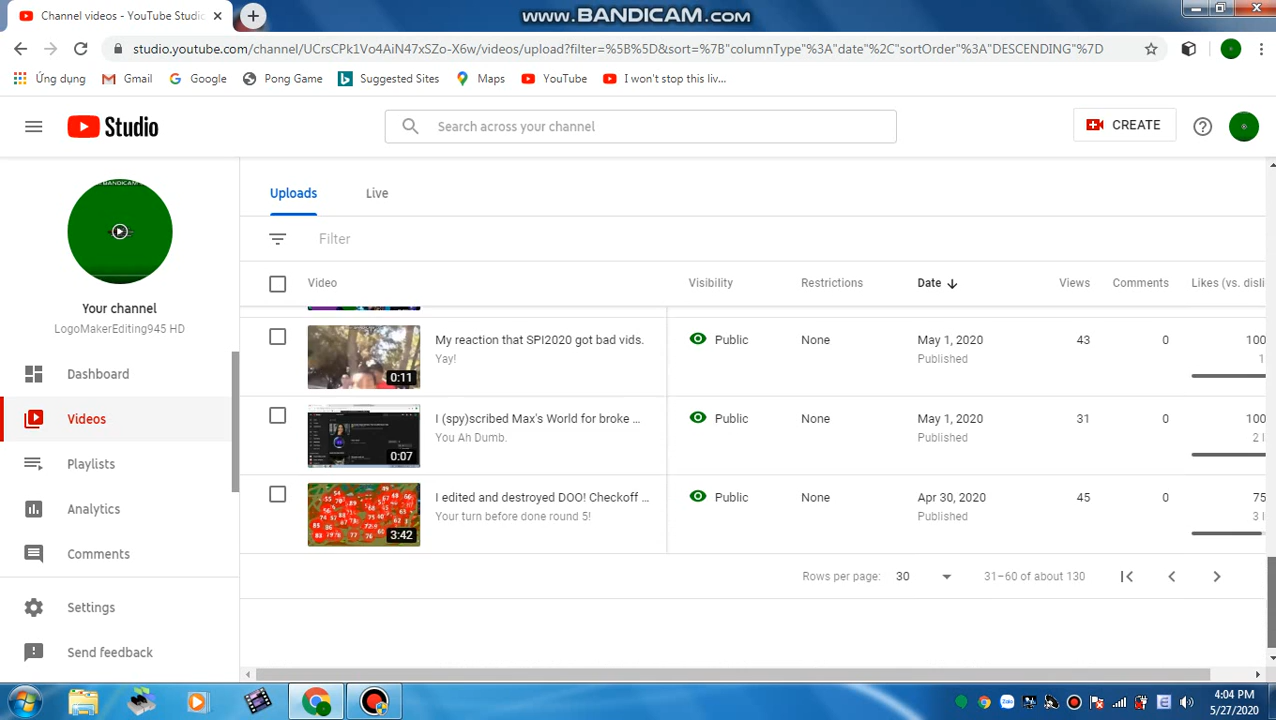 Channel videos - YouTube Studio
WWW.BANDICAM.COM
studio.youtube.com/channel/UCrsCPk1Vo4AiN47xSZo-X6w/videos/upload?filter=%5B%5D&sort=%7B"columnType"%3A"date"%2C"sortOrder"%3A"DESCENDING"%7D
Ứng dụng
Gmail
Google
Pong Game
Suggested Sites
Maps
YouTube
I won't stop this liv...
Studio
Search across your channel
CREATE
Your channel
LogoMakerEditing945 HD
Dashboard
Videos
Playlists
Analytics
Comments
Settings
Send feedback
Uploads Live
Filter
Video Visibility Restrictions Date Views Comments Likes (vs. disli
My reaction that SPI2020 got bad vids. Public None May 1, 2020 43 0 100
Yay! Published 1
0:11
I (spy)scribed Max's World for broke ... Public None May 1, 2020 17 0 100
You Ah Dumb. Published 2 l
0:07
I edited and destroyed DOO! Checkoff ... Public None Apr 30, 2020 45 0 75
Your turn before done round 5! Published 3 l
3:42
Rows per page: 30 31–60 of about 130
4:04 PM
5/27/2020